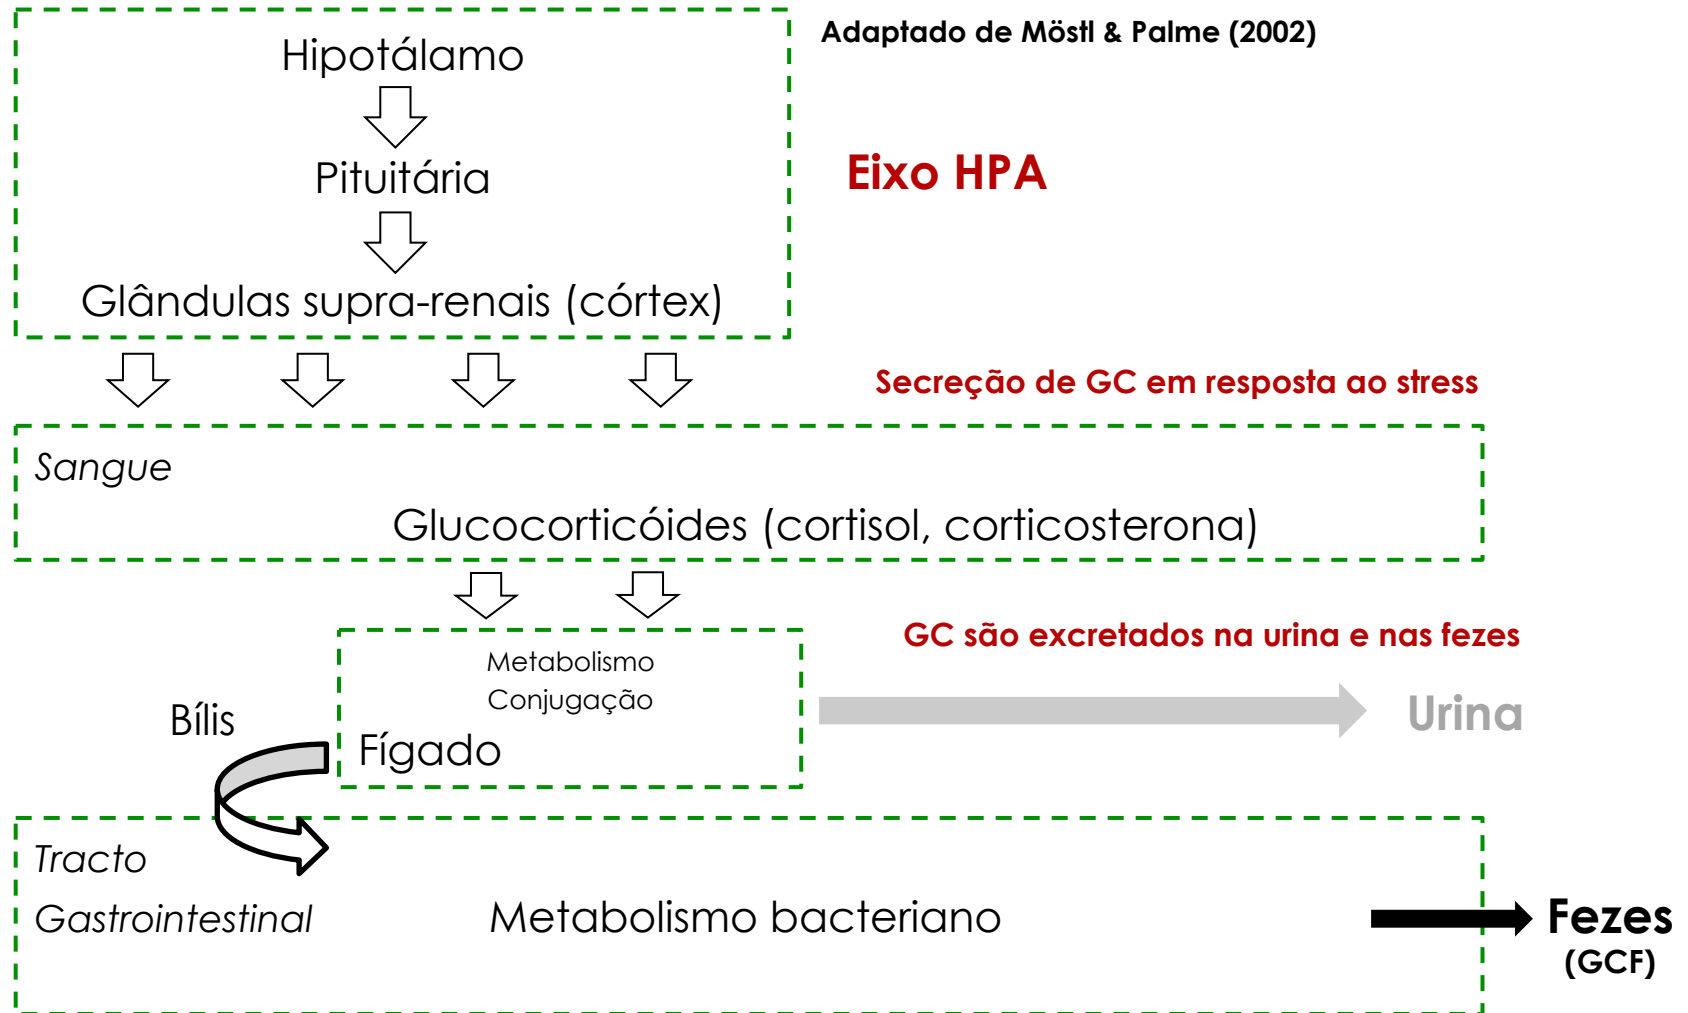 Adaptado de Möstl & Palme (2002)
Hipotálamo
Pituitária
Eixo HPA
Glândulas supra-renais (córtex)
Secreção de GC em resposta ao stress
Sangue
Glucocorticóides (cortisol, corticosterona)
GC são excretados na urina e nas fezes
Metabolismo
Conjugação
Bílis
Urina
Fígado
Tracto
Gastrointestinal
Metabolismo bacteriano
Fezes
(GCF)